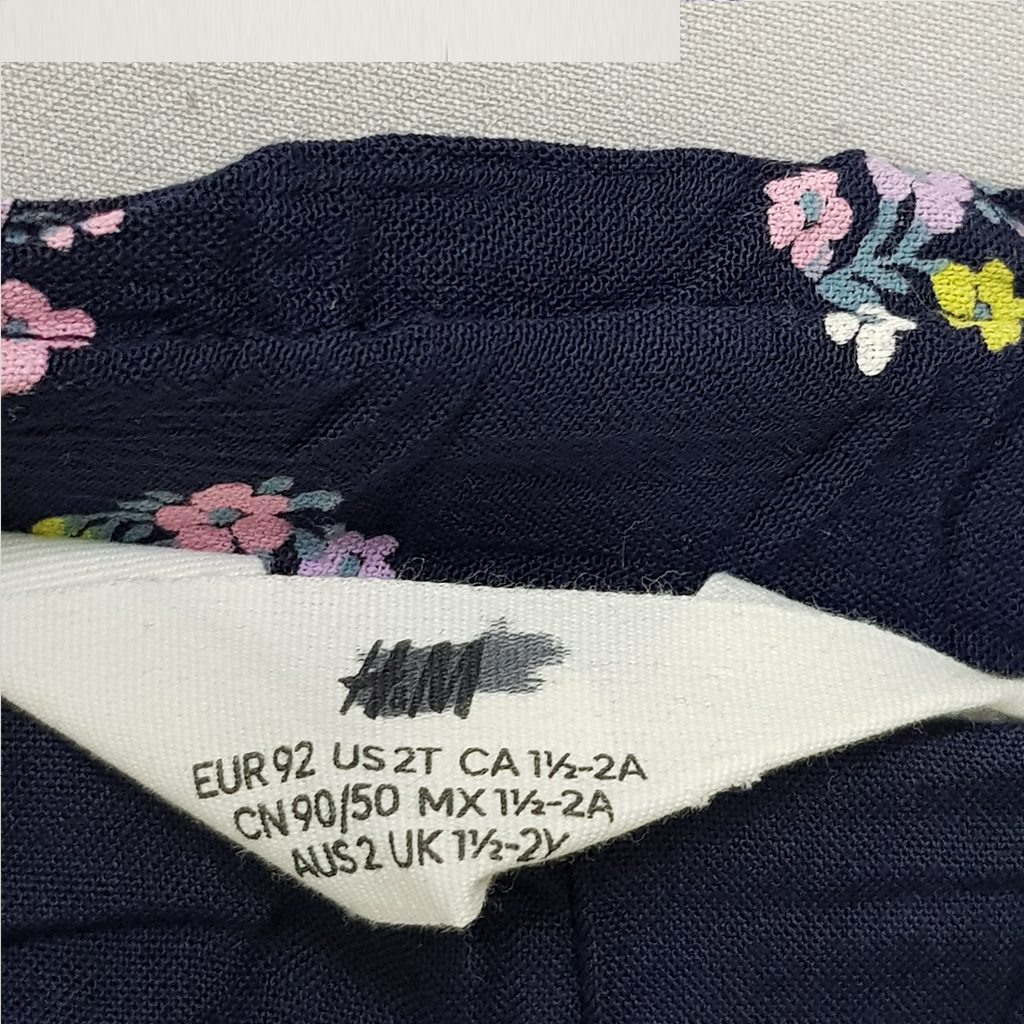 EUR 92 US 2T CA 1½-2A
CN 90/50 MX 1½-2A
AUS 2 UK 1½-2Y